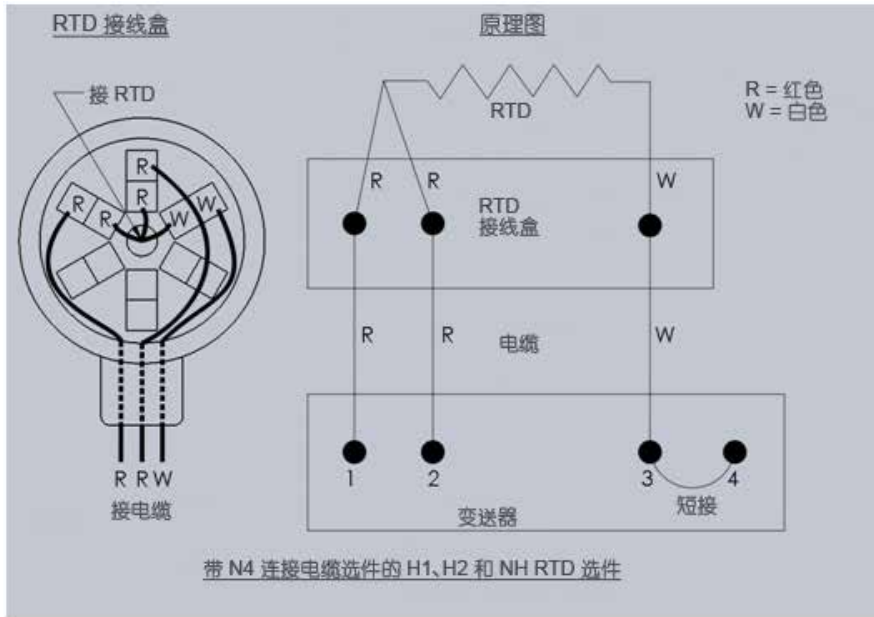 RTD 接线盒
原理图
接 RTD
RTD
R = 红色
W = 白色
R
R
R
R
W
W
R
R
W
RTD
接线盒
R
R
电缆
W
1
2
3
4
R R W
接电缆
变送器
短接
带 N4 连接电缆选件的 H1、H2 和 NH RTD 选件